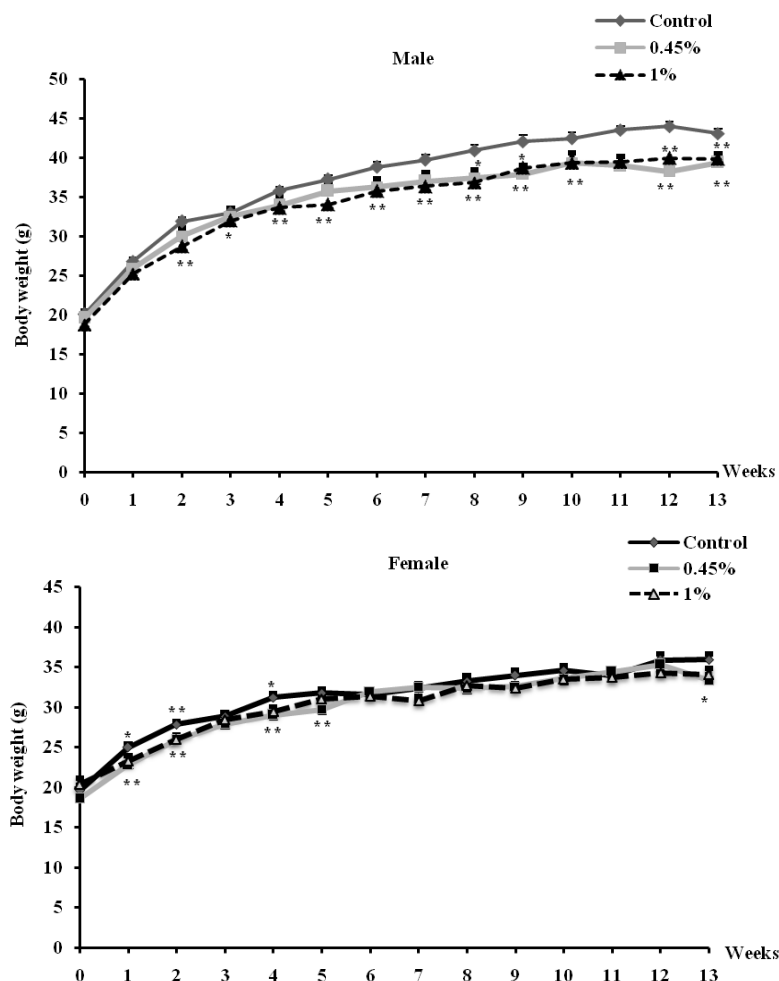 Control
0.45%
1%
Male
50
45
40
35
30
25
20
15
10
5
0
Body weight (g)
* * ** **
** * ** ** ** ** ** ** ** ** **
Weeks
0 1 2 3 4 5 6 7 8 9 10 11 12 13
Control
0.45%
1%
Female
45
40
35
30
25
20
15
10
5
0
Body weight (g)
* ** *
** ** ** ** *
Weeks
0 1 2 3 4 5 6 7 8 9 10 11 12 13